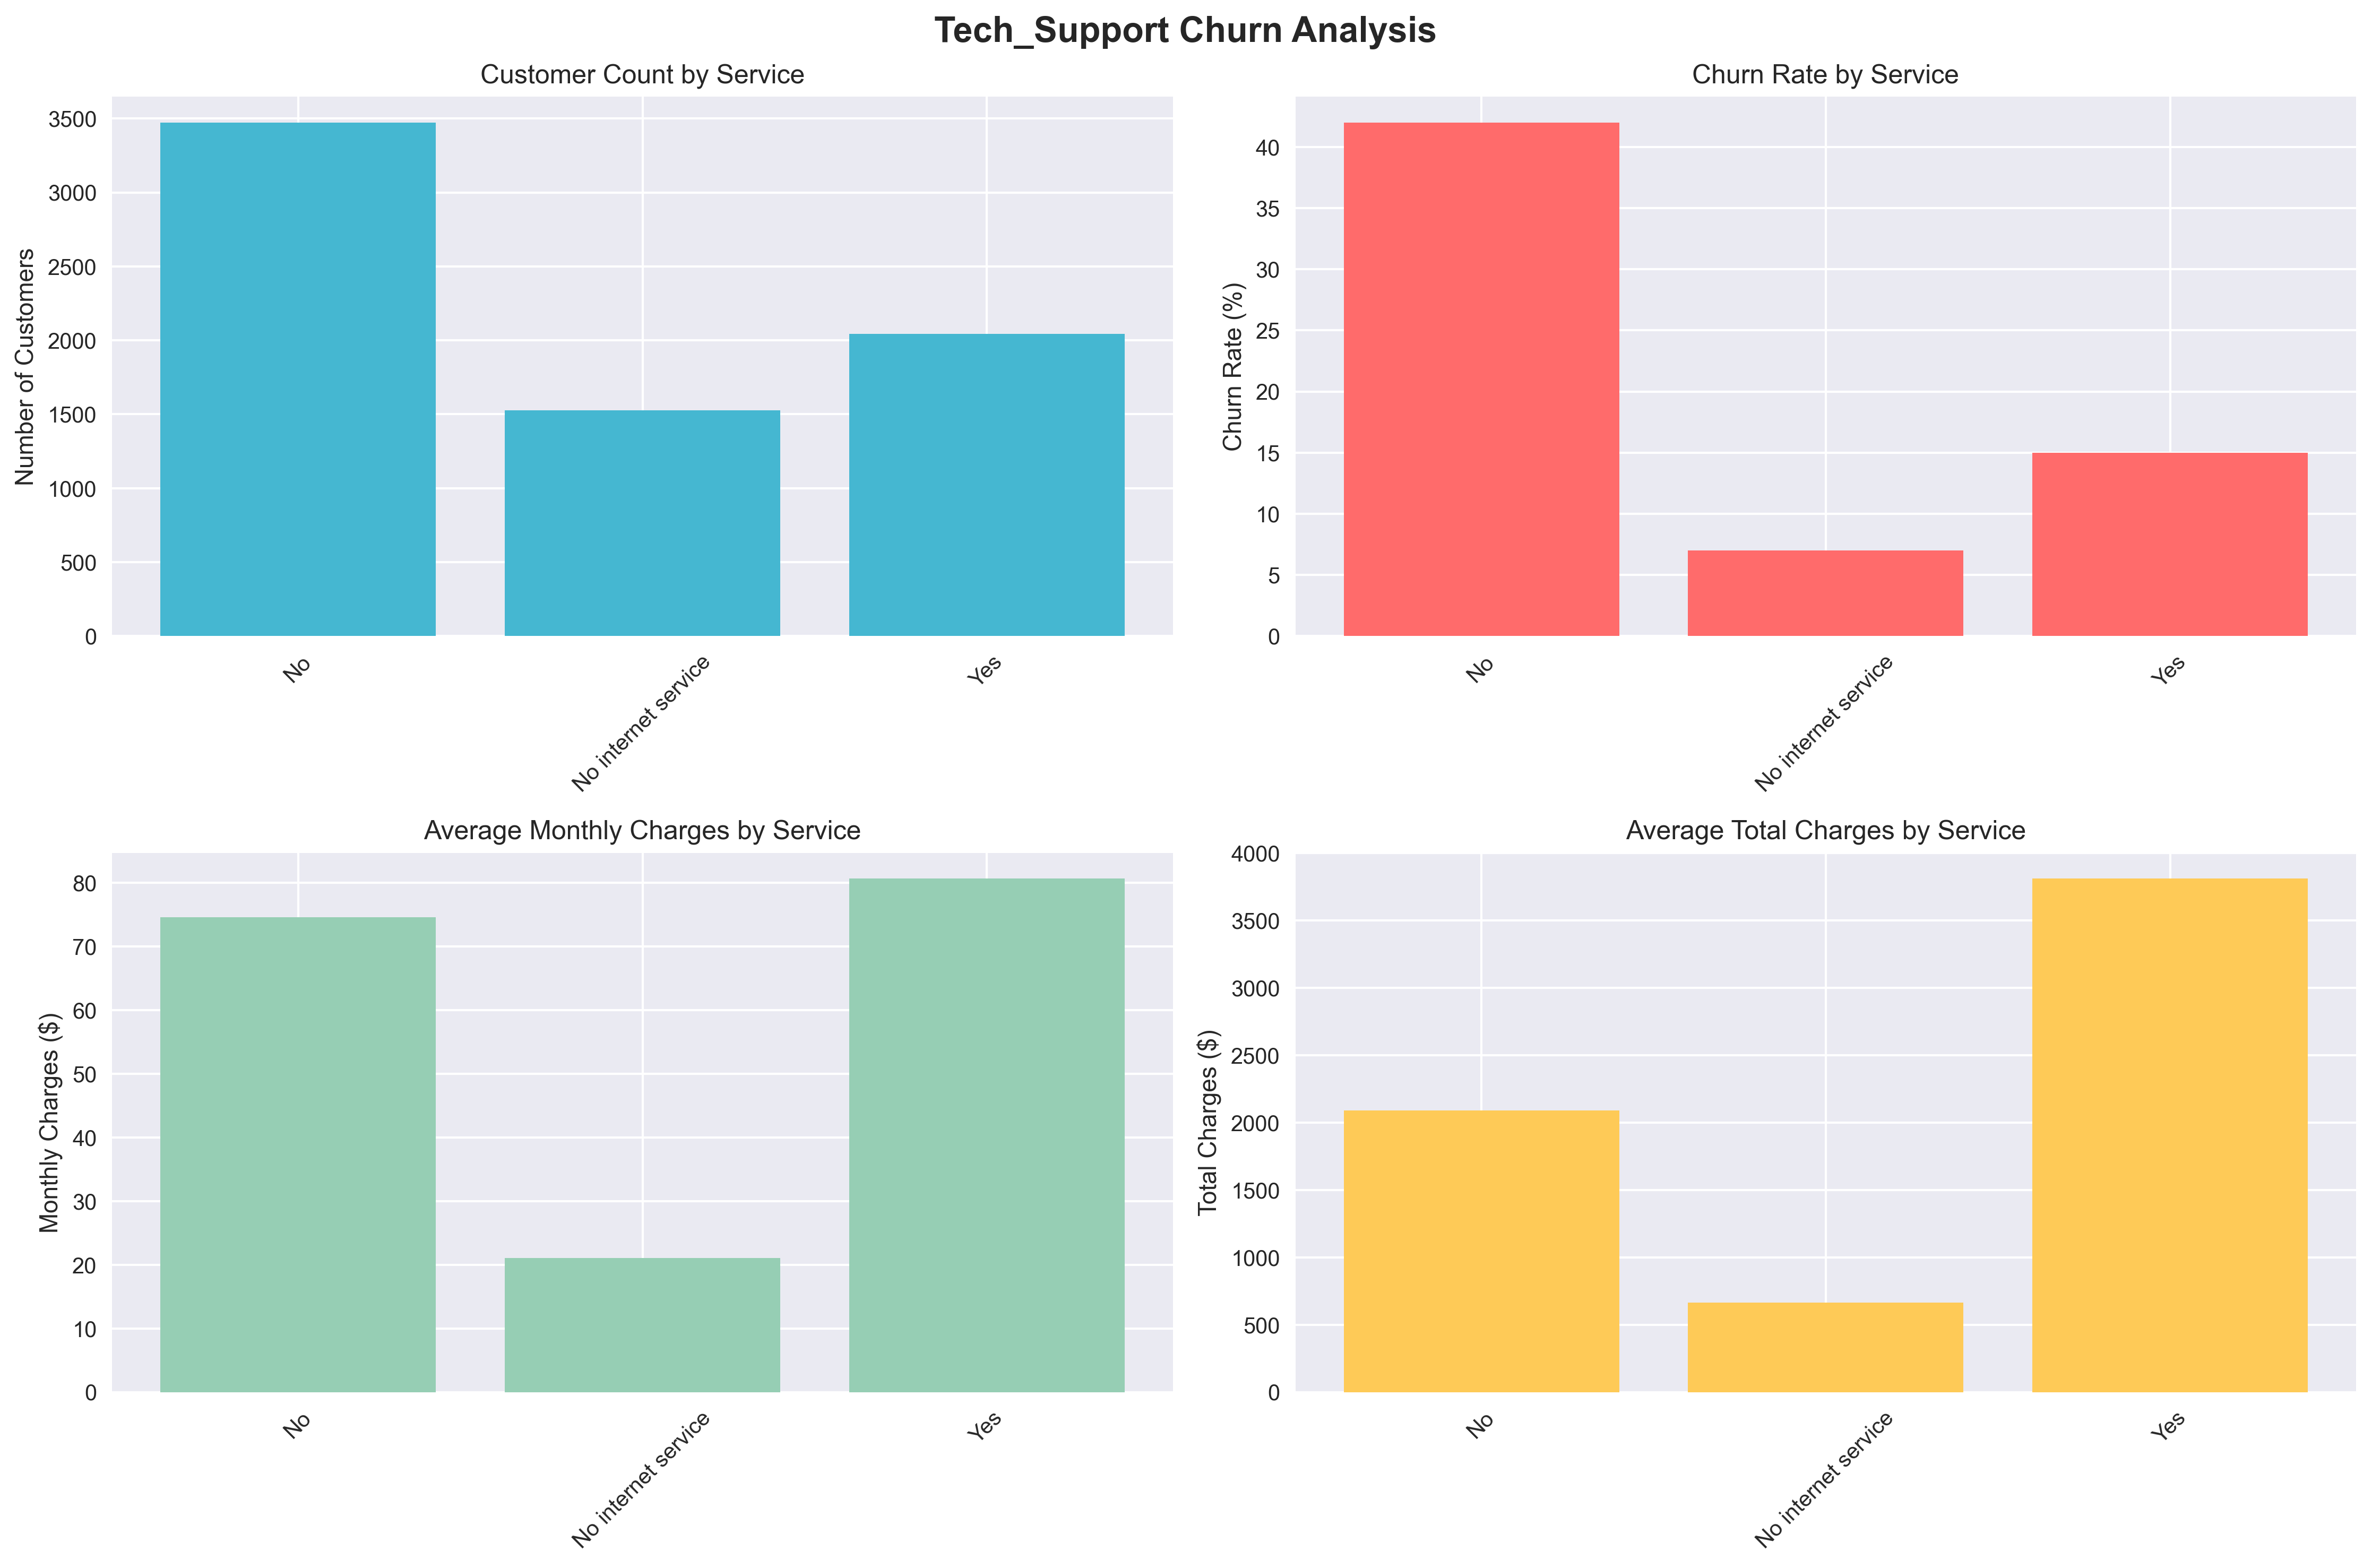 Tech_Support Churn Analysis
Customer Count by Service
Number of Customers
3500
3000
2500
2000
1500
1000
500
0
No
No internet service
Yes
Churn Rate by Service
Churn Rate (%)
40
35
30
25
20
15
10
5
0
No
No internet service
Yes
Average Monthly Charges by Service
Monthly Charges ($)
80
70
60
50
40
30
20
10
0
No
No internet service
Yes
Average Total Charges by Service
Total Charges ($)
4000
3500
3000
2500
2000
1500
1000
500
0
No
No internet service
Yes